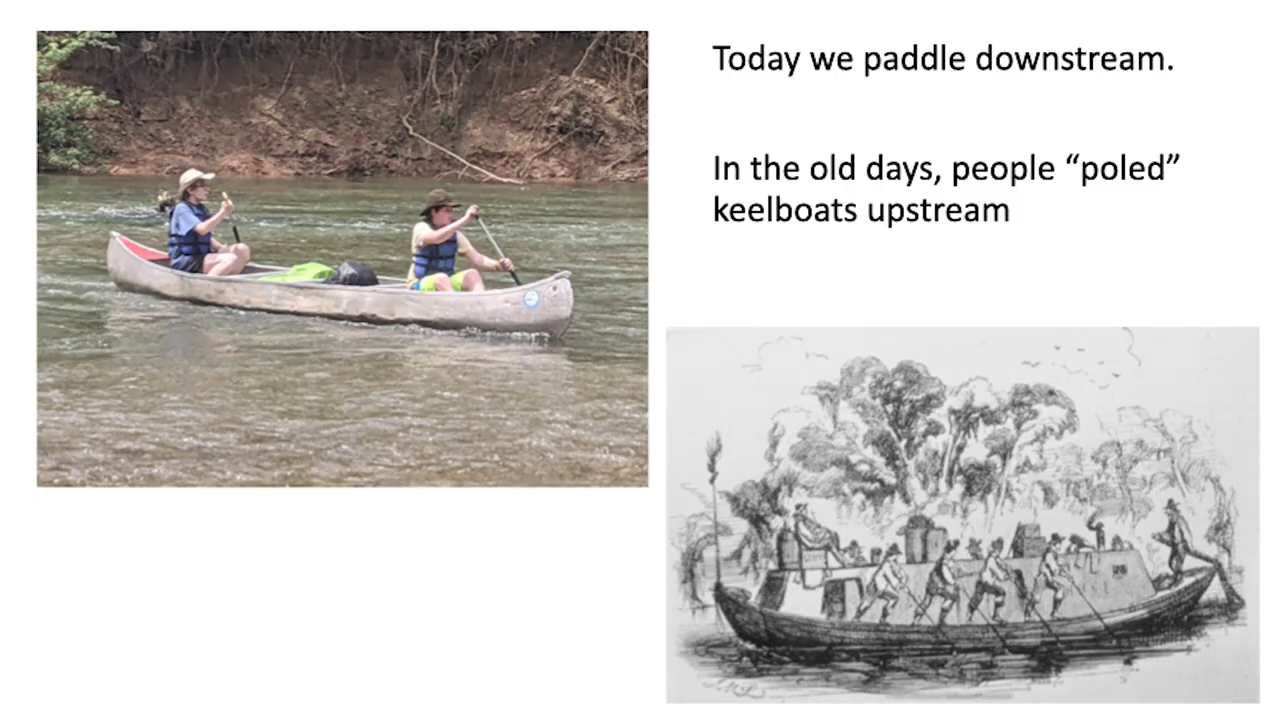 Today we paddle downstream.
In the old days, people “poled”
keelboats upstream